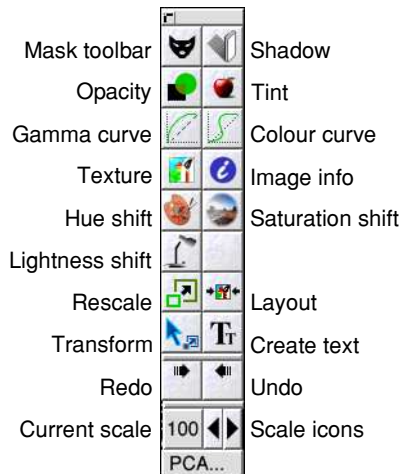 Mask toolbar Shadow
Opacity Tint
Gamma curve Colour curve
Texture Image info
Hue shift Saturation shift
Lightness shift
Rescale Layout
Transform TT Create text
Redo Undo
Current scale 100 Scale icons
PCA...